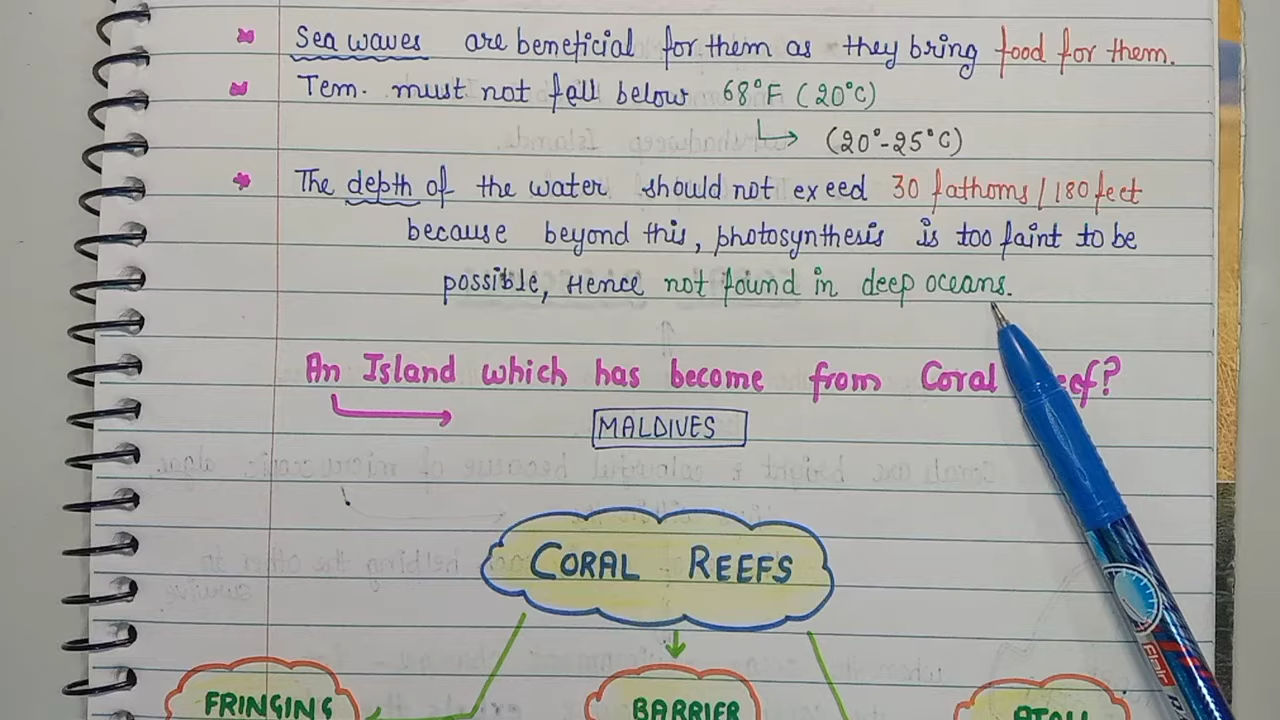 Sea waves are beneficial for them as they bring food for them.
Tem. must not fall below 68°F (20°C)
(20°-25°C)
The depth of the water should not exeed 30 fathoms/180 feet
because beyond this, photosynthesis is too faint to be
possible, Hence not found in deep oceans.
An Island which has become from Coral eef?
MALDIVES
CORAL REEFS
FRINGING BARRIER ATOLL
Flair